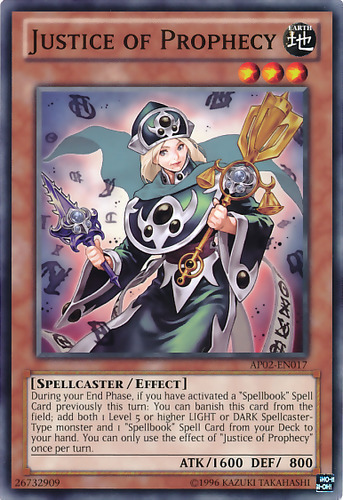 JUSTICE OF PROPHECY
EARTH
地
AP02-EN017
[SPELLCASTER / EFFECT]
During your End Phase, if you have activated a "Spellbook" Spell
Card previously this turn: You can banish this card from the
field; add both 1 Level 5 or higher LIGHT or DARK Spellcaster-
Type monster and 1 "Spellbook" Spell Card from your Deck to
your hand. You can only use the effect of "Justice of Prophecy"
once per turn.
ATK/1600 DEF/ 800
26732909
©1996 KAZUKI TAKAHASHI